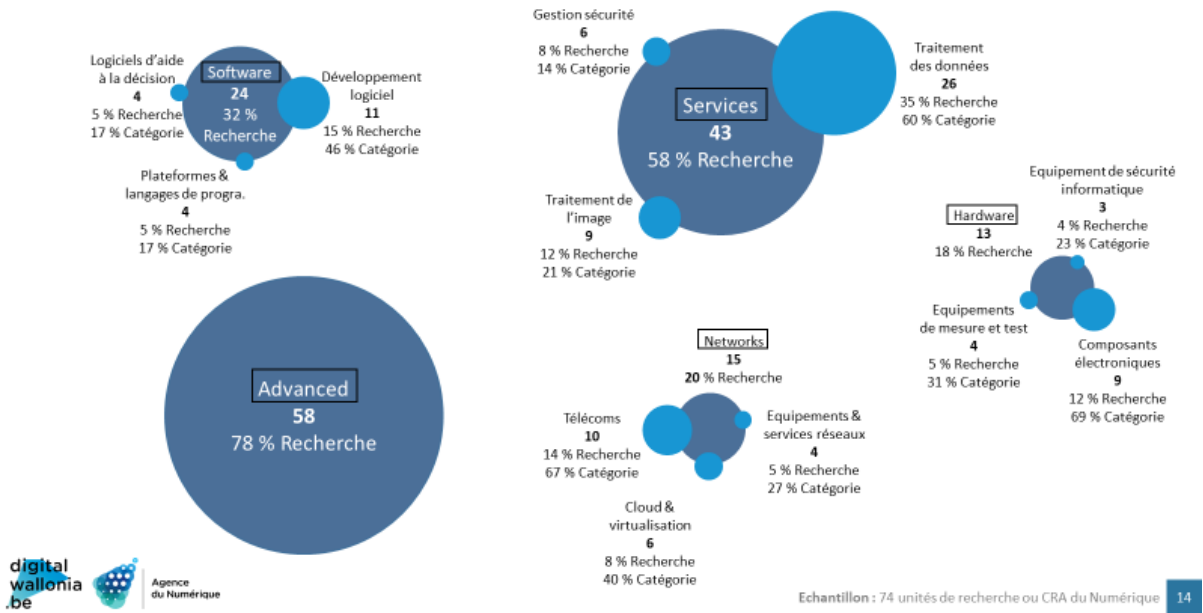 Logiciels d'aide
à la décision
4
5 % Recherche
17 % Catégorie
Software
24
32 %
Recherche
Développement
logiciel
11
15 % Recherche
46 % Catégorie
Plateformes &
langages de progra.
4
5 % Recherche
17 % Catégorie
Gestion sécurité
6
8 % Recherche
14 % Catégorie
Services
43
58 % Recherche
Traitement
des données
26
35 % Recherche
60 % Catégorie
Traitement de
l'image
9
12 % Recherche
21 % Catégorie
Equipement de sécurité
informatique
3
4 % Recherche
23 % Catégorie
Hardware
13
18 % Recherche
Equipements
de mesure et test
4
5 % Recherche
31 % Catégorie
Composants
électroniques
9
12 % Recherche
69 % Catégorie
Advanced
58
78 % Recherche
Networks
15
20 % Recherche
Télécoms
10
14 % Recherche
67 % Catégorie
Equipements &
services réseaux
4
5 % Recherche
27 % Catégorie
Cloud &
virtualisation
6
8 % Recherche
40 % Catégorie
digital
wallonia
.be
Agence
du Numérique
Echantillon : 74 unités de recherche ou CRA du Numérique
14